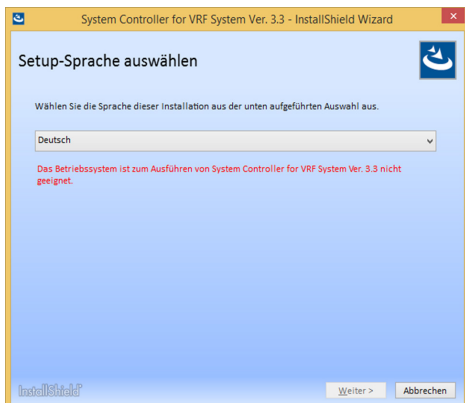 System Controller for VRF System Ver. 3.3 - InstallShield Wizard
Setup-Sprache auswählen
Wählen Sie die Sprache dieser Installation aus der unten aufgeführten Auswahl aus.
Deutsch
Das Betriebssystem ist zum Ausführen von System Controller for VRF System Ver. 3.3 nicht
geeignet.
InstallShield
Weiter >
Abbrechen